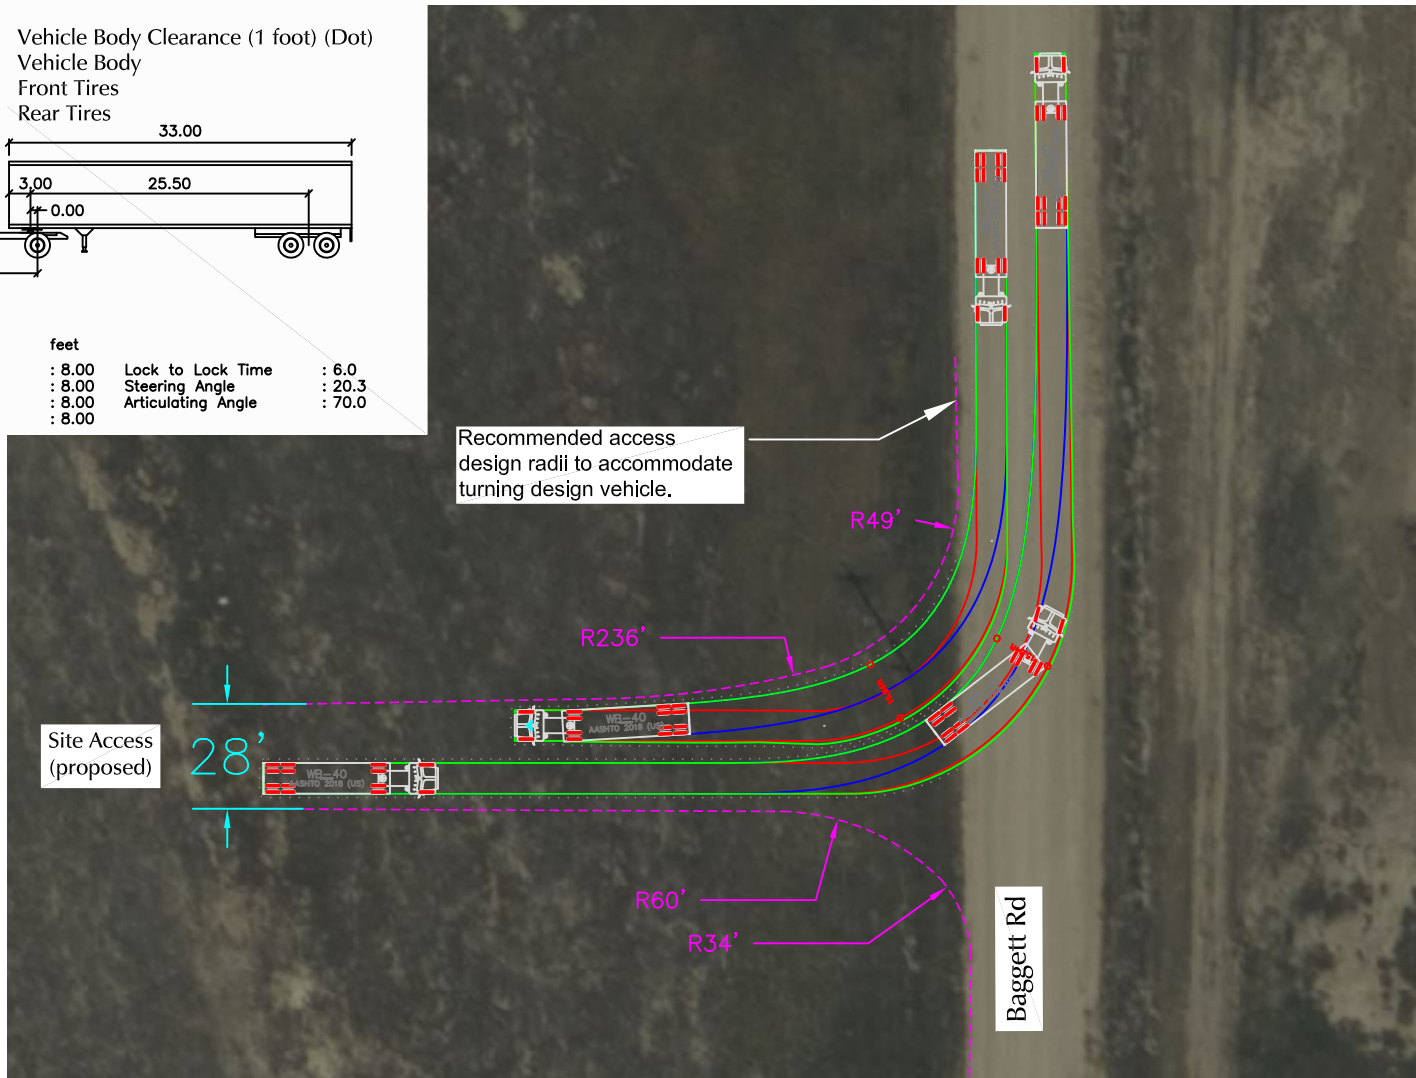 Vehicle Body Clearance (1 foot) (Dot)
Vehicle Body
Front Tires
Rear Tires
33.00
3.00
25.50
0.00
feet
: 8.00 Lock to Lock Time : 6.0
: 8.00 Steering Angle : 20.3
: 8.00 Articulating Angle : 70.0
: 8.00
Recommended access
design radii to accommodate
turning design vehicle.
R49'
R236'
Site Access
(proposed)
28'
WB-40
AASHTO 2018 (US)
WB-40
AASHTO 2018 (US)
R60'
R34'
Baggett Rd